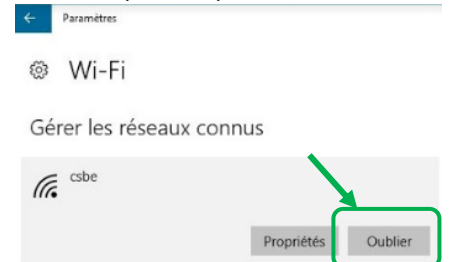 Paramètres
Wi-Fi
Gérer les réseaux connus
csbe
Propriétés Oublier